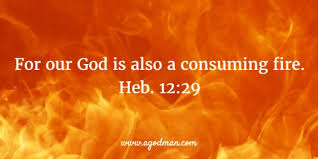 For our God is also a consuming fire.
Heb. 12:29
www.agodman.com